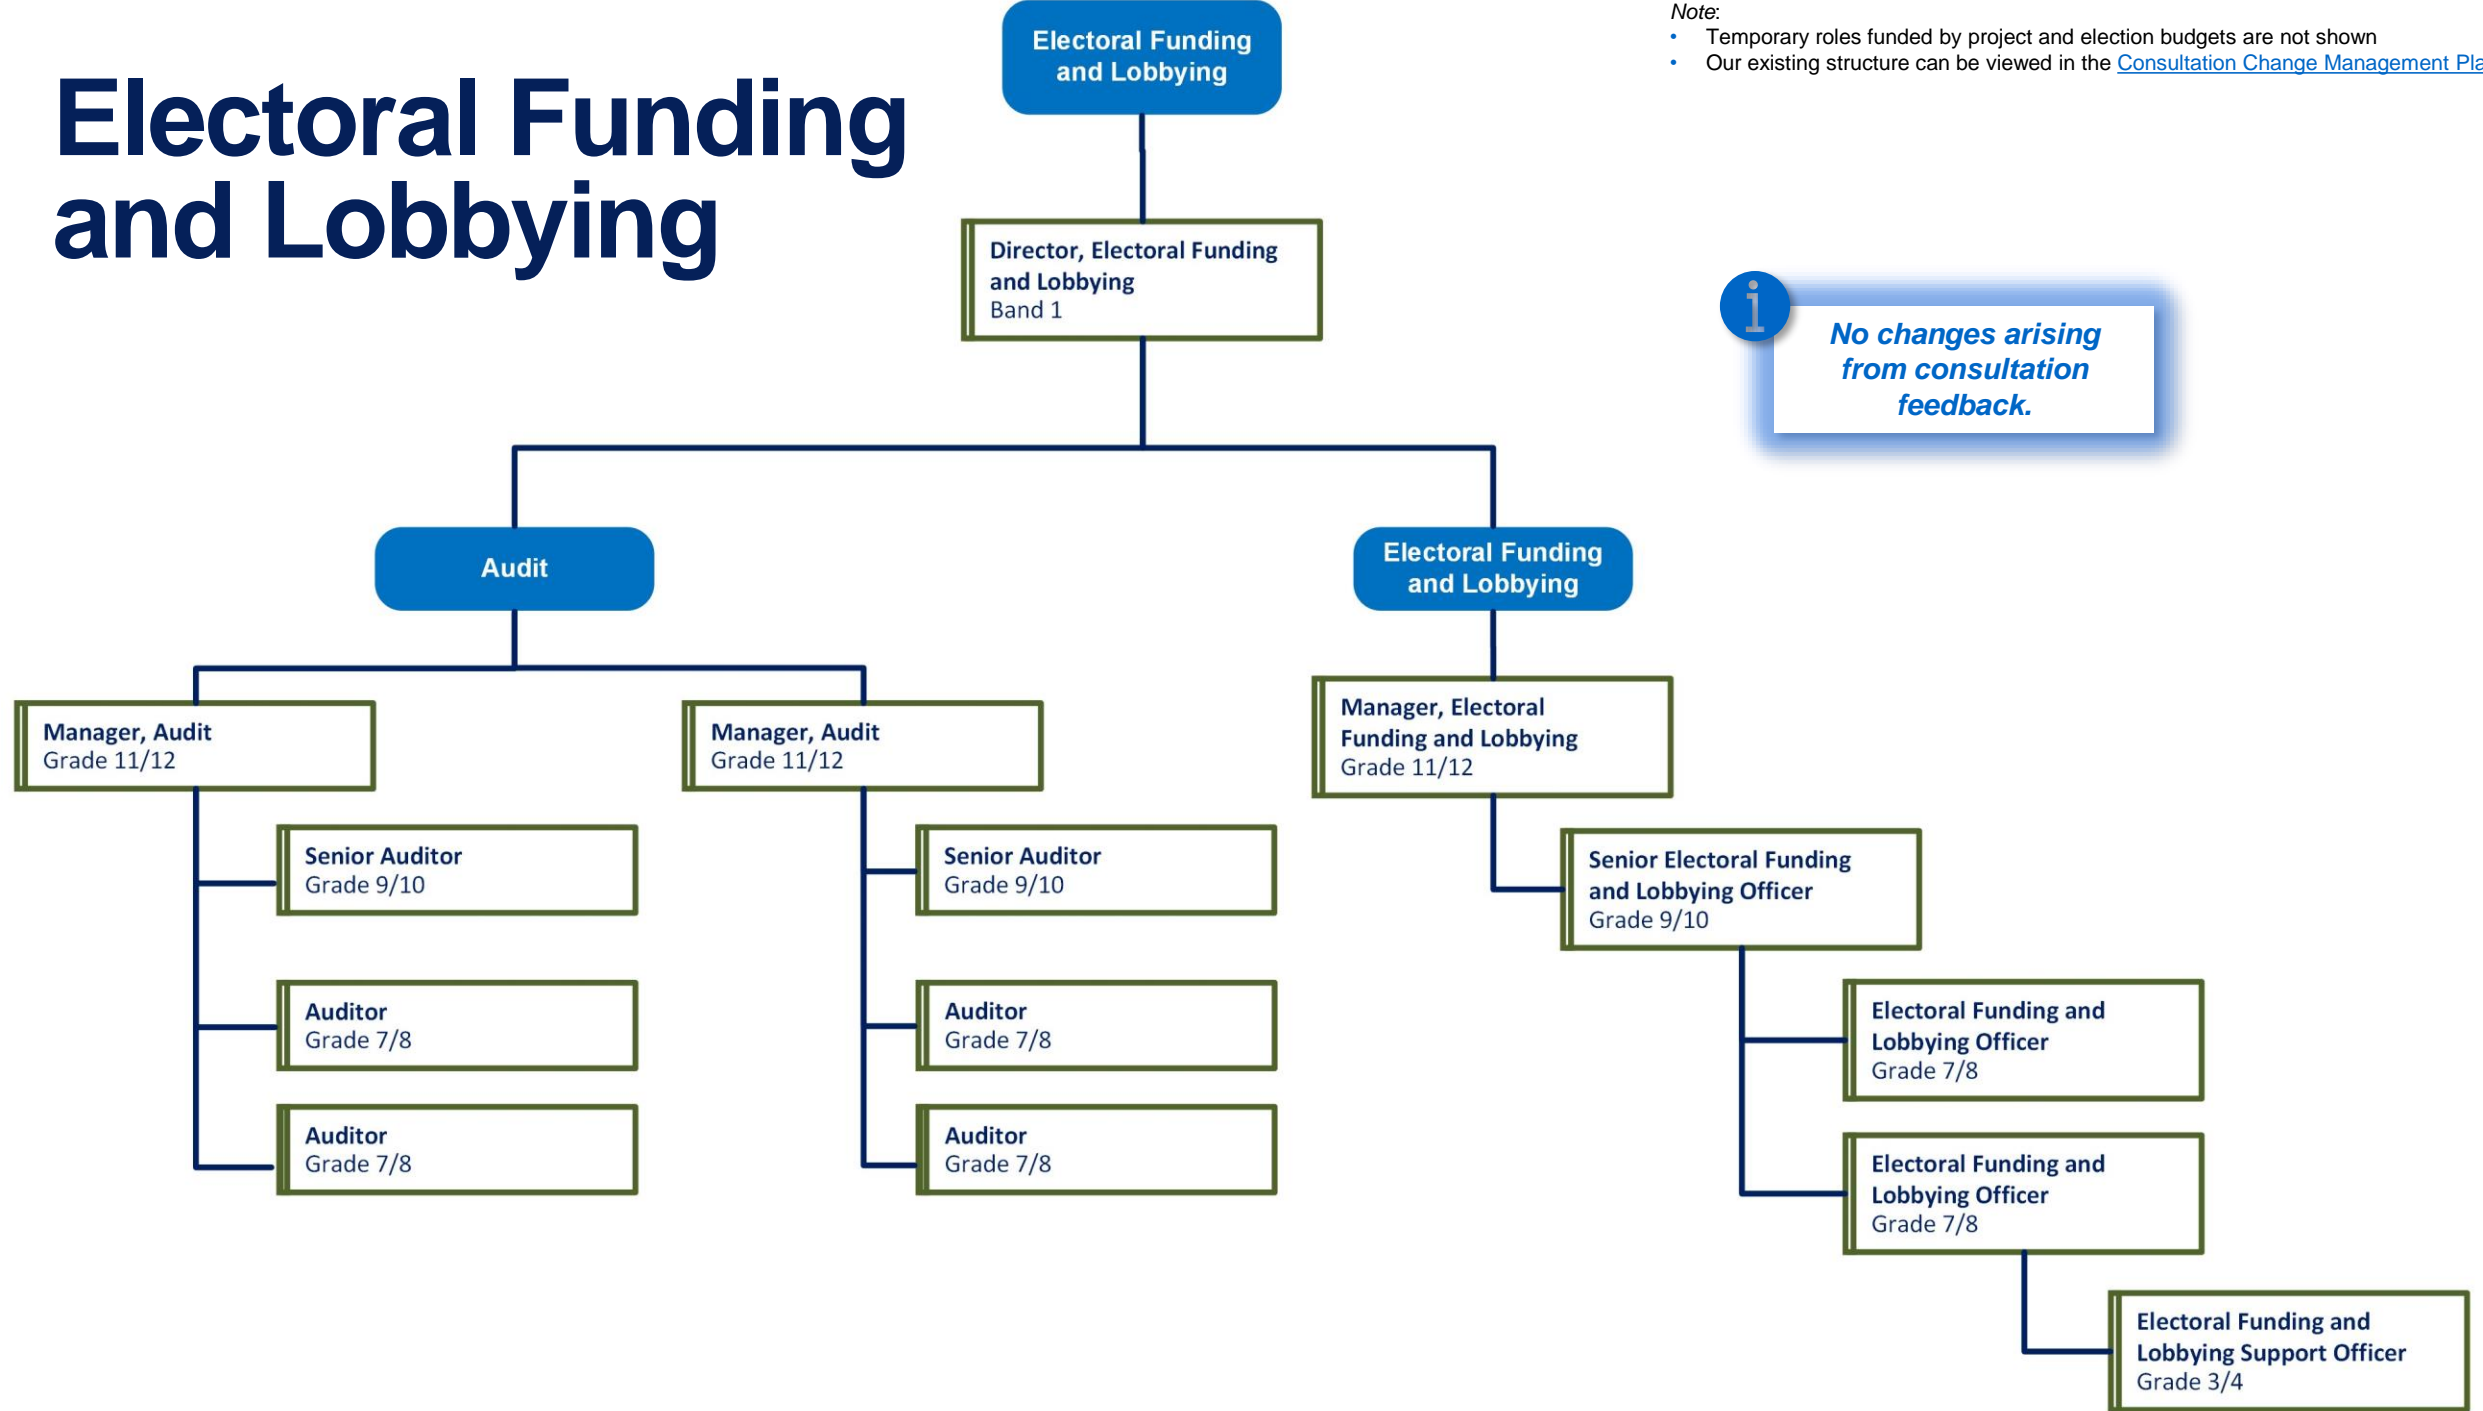 Electoral Funding
and Lobbying
Note:
• Temporary roles funded by project and election budgets are not shown
• Our existing structure can be viewed in the Consultation Change Management
Electoral Funding
and Lobbying
Director, Electoral Funding
and Lobbying
Band 1
i
No changes arising
from consultation
feedback.
Audit
Electoral Funding
and Lobbying
Manager, Audit
Grade 11/12
Senior Auditor
Grade 9/10
Auditor
Grade 7/8
Auditor
Grade 7/8
Manager, Audit
Grade 11/12
Senior Auditor
Grade 9/10
Auditor
Grade 7/8
Auditor
Grade 7/8
Manager, Electoral
Funding and Lobbying
Grade 11/12
Senior Electoral Funding
and Lobbying Officer
Grade 9/10
Electoral Funding and
Lobbying Officer
Grade 7/8
Electoral Funding and
Lobbying Officer
Grade 7/8
Electoral Funding and
Lobbying Support Officer
Grade 3/4